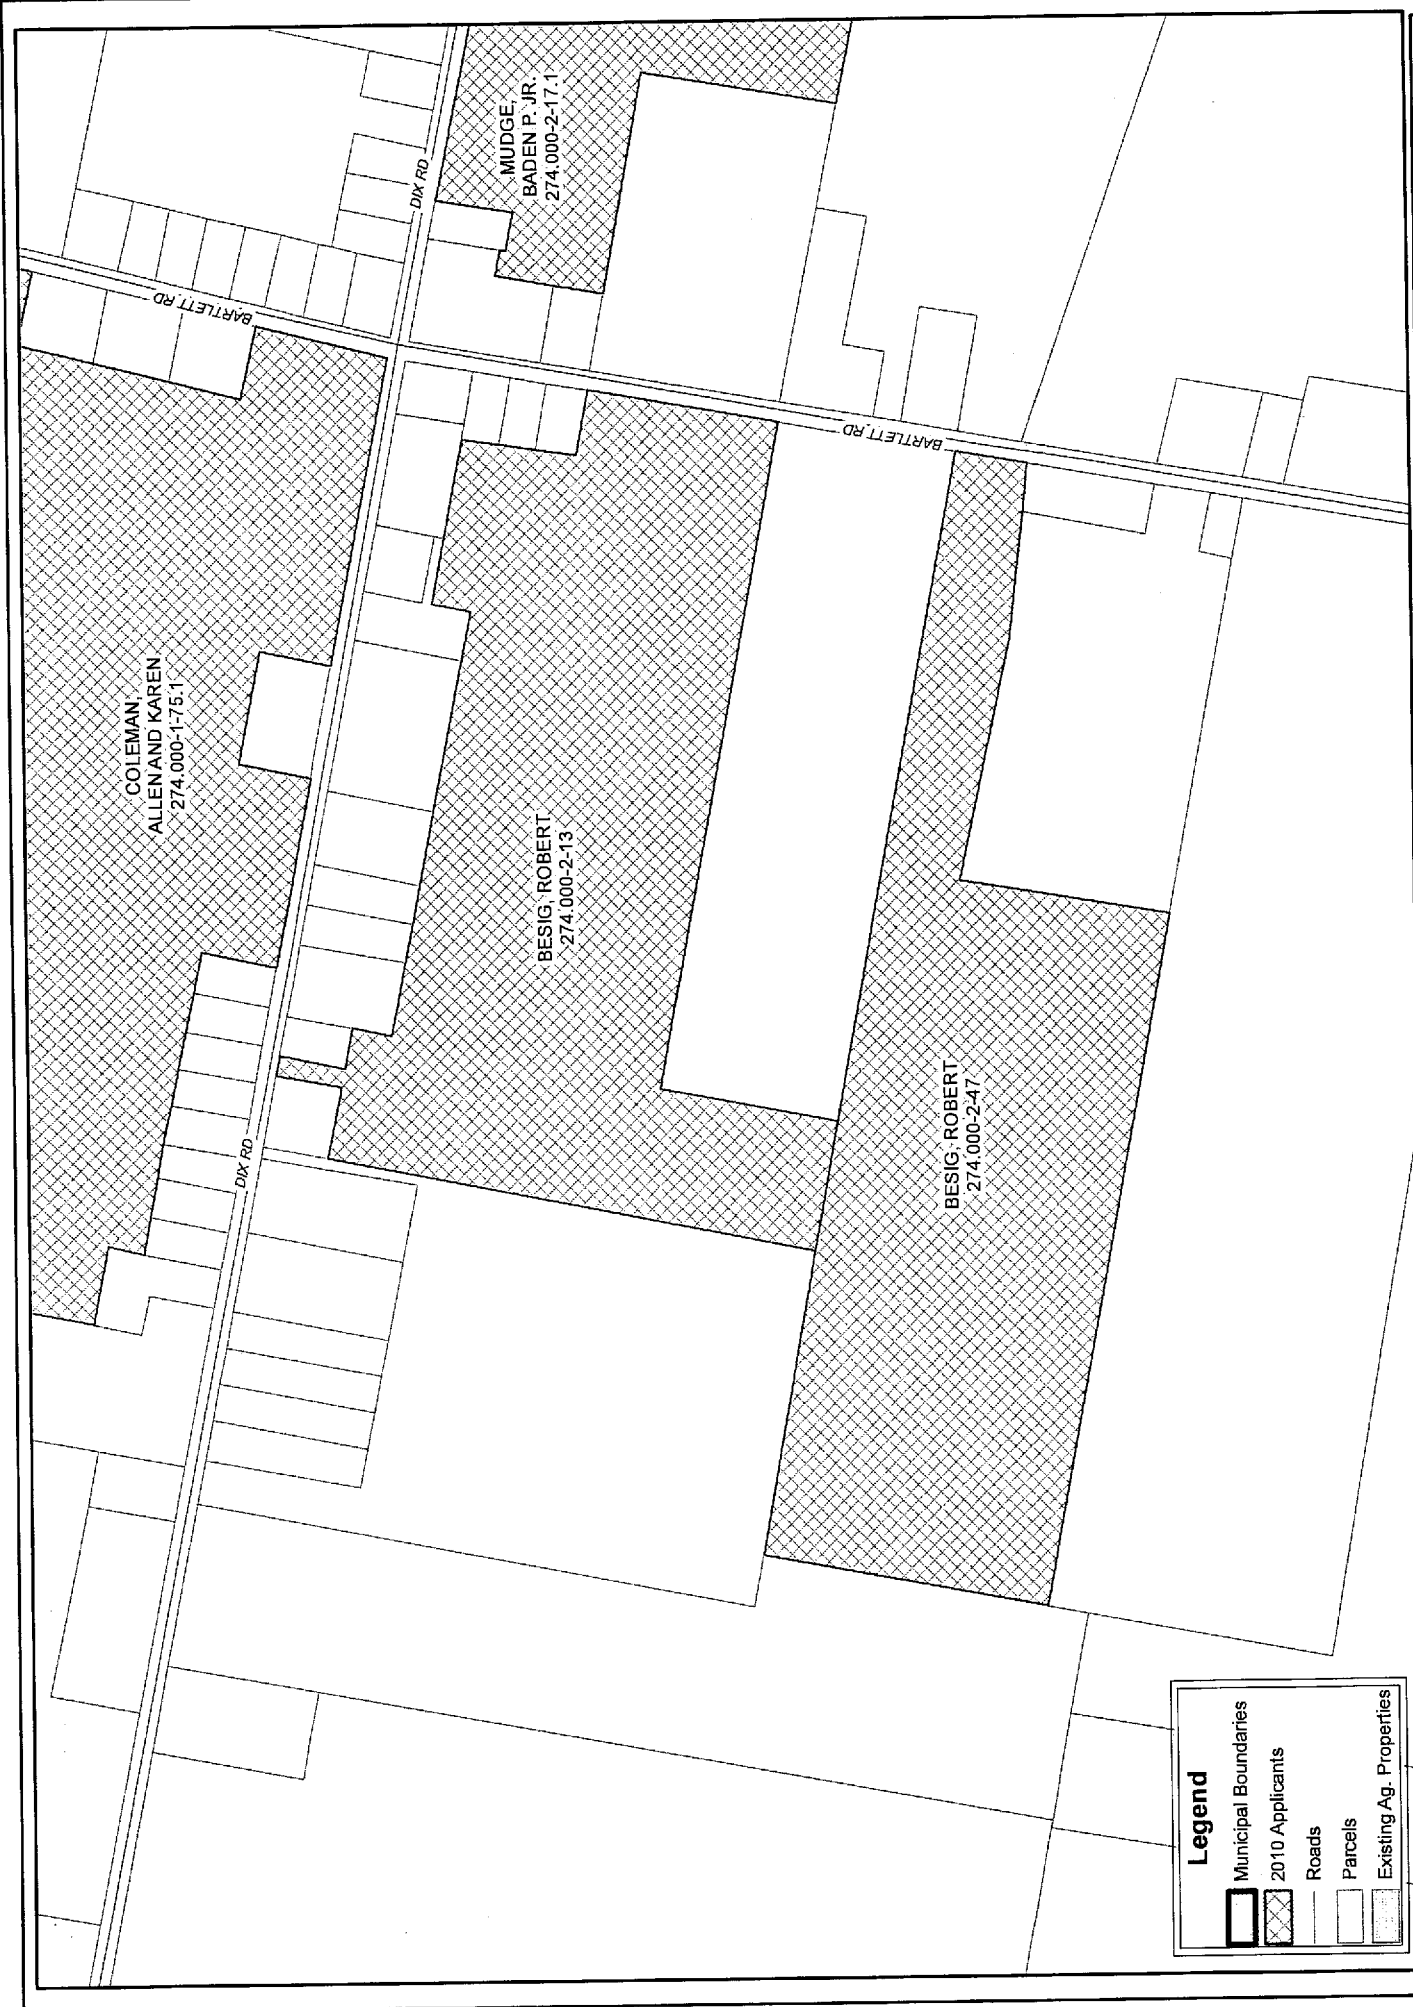 COLEMAN,
ALLEN AND KAREN
274.000-1-75.1
BARTLETT RD
DIX RD
MUDGE,
BADEN P. JR.
274.000-2-17.1
DIX RD
BESIG, ROBERT
274.000-2-13
BARTLETT RD
BESIG, ROBERT
274.000-2-47
Legend
Municipal Boundaries
2010 Applicants
Roads
Parcels
Existing Ag. Properties